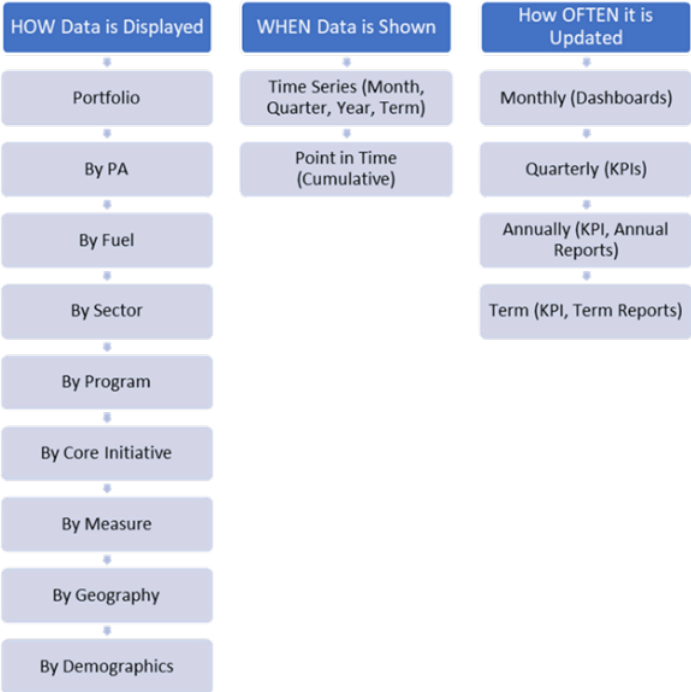 HOW Data is Displayed
Portfolio
By PA
By Fuel
By Sector
By Program
By Core Initiative
By Measure
By Geography
By Demographics
WHEN Data is Shown
Time Series (Month,
Quarter, Year, Term)
Point in Time
(Cumulative)
How OFTEN it is
Updated
Monthly (Dashboards)
Quarterly (KPIs)
Annually (KPI, Annual
Reports)
Term (KPI, Term Reports)